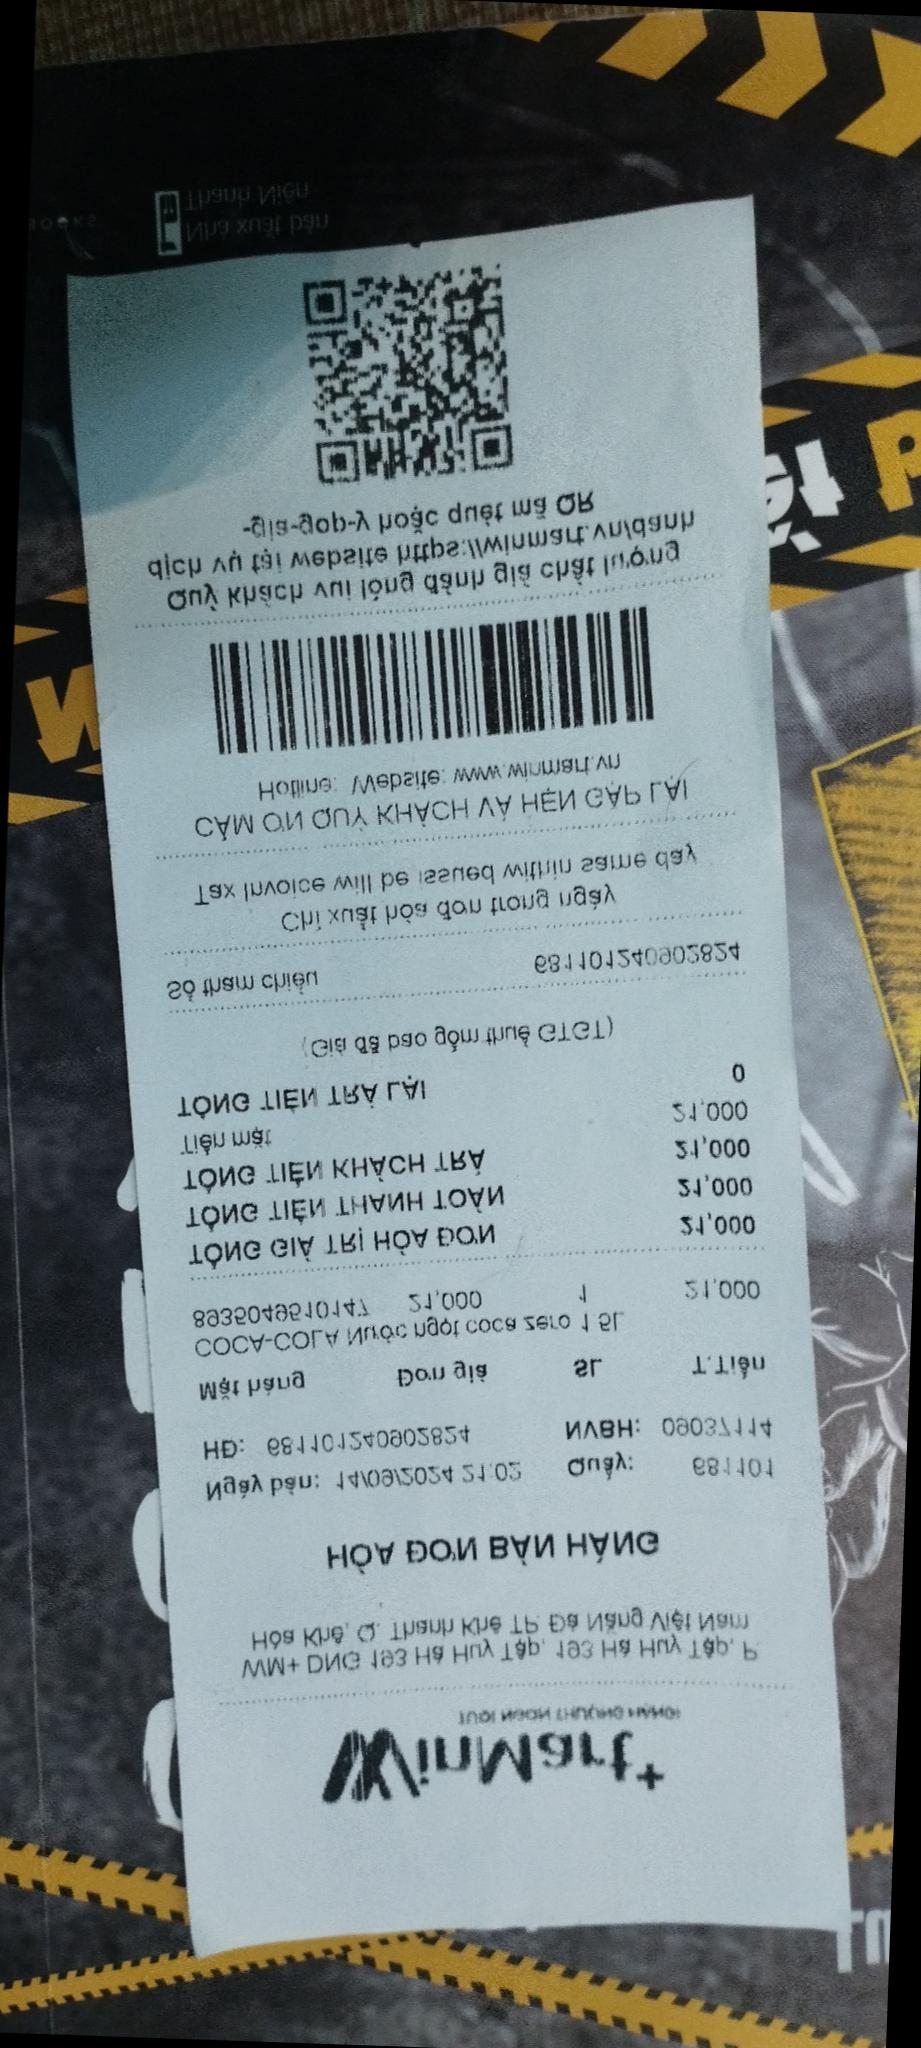 WinMart+
TƯƠI NGON THƯỢNG HẠNG!
WM+ DNG 193 Hà Huy Tập, 193 Hà Huy Tập, P.
Hòa Khê, Q. Thanh Khê TP. Đà Nẵng Việt Nam
HÓA ĐƠN BÁN HÀNG
Ngày bán: 14/09/2024 21:02 Quầy: 681101
HĐ: 681101240902824 NVBH: 09037114
Mặt hàng Đơn giá SL T.Tiền
COCA-COLA Nước ngọt coca zero 1.5L
8935049510147 21,000 1 21,000
TỔNG GIÁ TRỊ HÓA ĐƠN 21,000
TỔNG TIỀN THANH TOÁN 21,000
TỔNG TIỀN KHÁCH TRẢ 21,000
Tiền mặt 21,000
TỔNG TIỀN TRẢ LẠI 0
(Giá đã bao gồm thuế GTGT)
Số tham chiếu 681101240902824
Chỉ xuất hóa đơn trong ngày
Tax Invoice will be issued within same day
CẢM ƠN QUÝ KHÁCH VÀ HẸN GẶP LẠI
Hotline: Website: www.winmart.vn
Quý khách vui lòng đánh giá chất lượng
dịch vụ tại website https://winmart.vn/danh
-gia-gop-y hoặc quét mã QR
Nhà xuất bản
Thanh Niên